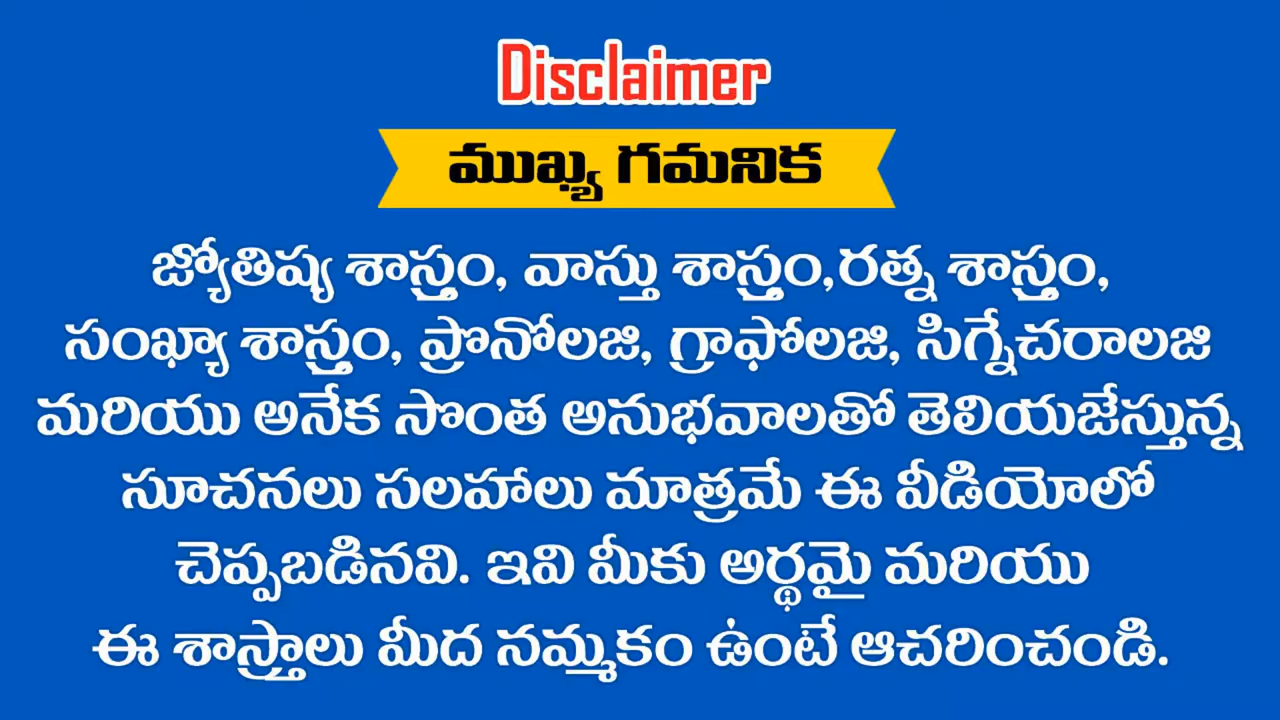 Disclaimer
ముఖ్య గమనిక
జ్యోతిష్య శాస్త్రం, వాస్తు శాస్త్రం,రత్న శాస్త్రం,
సంఖ్యా శాస్త్రం, ప్రొనోలజి, గ్రాఫోలజి, సిగ్నేచరాలజి
మరియు అనేక సొంత అనుభవాలతో తెలియజేస్తున్న
సూచనలు సలహాలు మాత్రమే ఈ వీడియోలో
చెప్పబడినవి. ఇవి మీకు అర్థమై మరియు
ఈ శాస్త్రాలు మీద నమ్మకం ఉంటే ఆచరించండి.